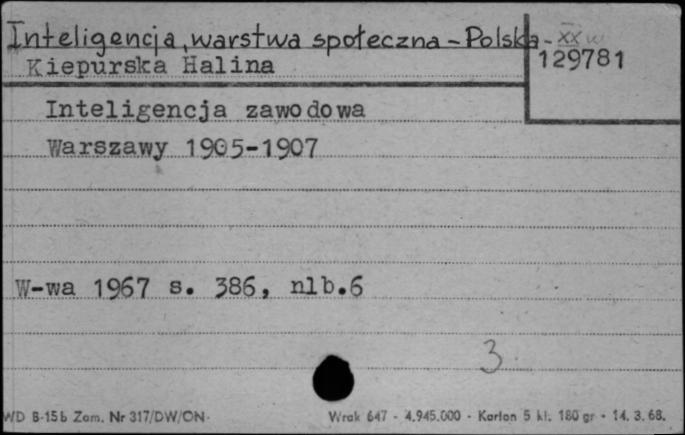 Inteligencja, warstwa społeczna - Polska - XX w
Kiepurska Halina
129781
Inteligencja zawodowa
Warszawy 1905-1907
W-wa 1967 s. 386, nlb.6
3
WD B-15b Zam. Nr 317/DW/ON. Wrak 647 - 4.945.000 - Karton 5 kl. 180 gr - 14. 3. 68.